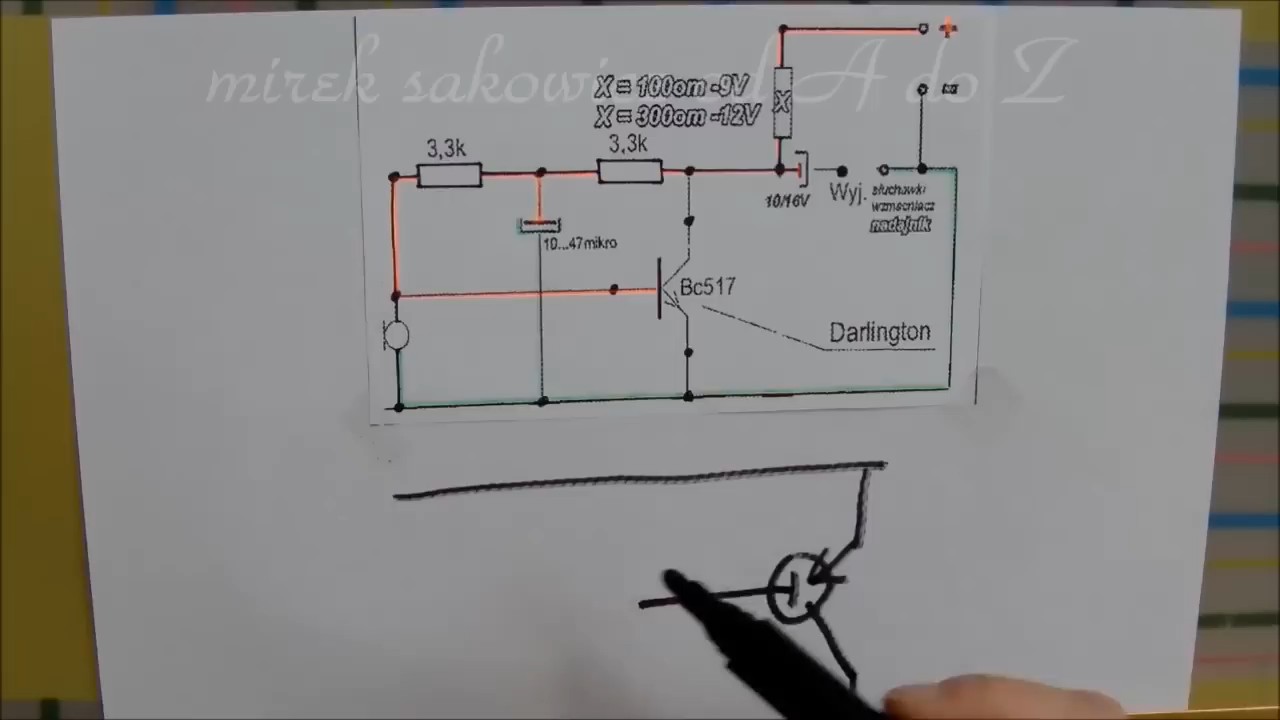 mirek sakowi od A do Z
+
X = 100om -9V
X = 300om -12V
X
3,3k
3,3k
10/16V
Wyj.
słuchawki
wzmacniacz
nadajnik
10...47mikro
Bc517
Darlington